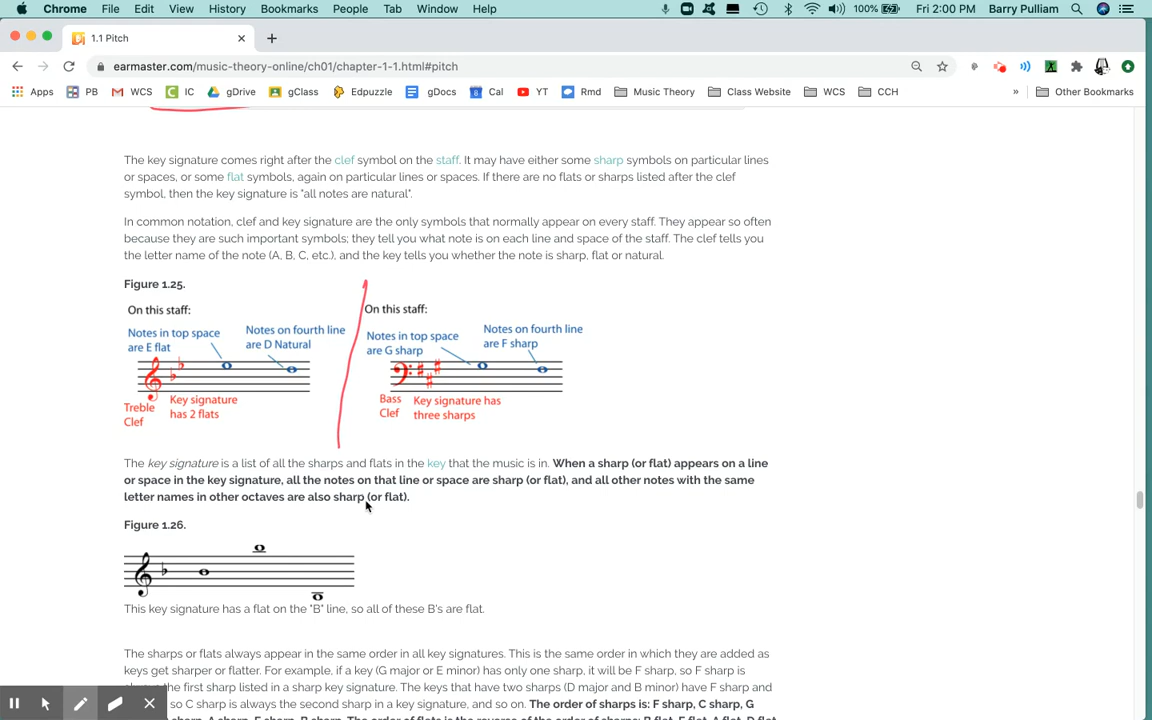 Chrome File Edit View History Bookmarks People Tab Window Help 100% Fri 2:00 PM Barry Pulliam
1.1 Pitch
earmaster.com/music-theory-online/ch01/chapter-1-1.html#pitch
Apps PB WCS IC gDrive gClass Edpuzzle gDocs Cal YT Rmd Music Theory Class Website WCS CCH » Other Bookmarks
The key signature comes right after the clef symbol on the staff. It may have either some sharp symbols on particular lines
or spaces, or some flat symbols, again on particular lines or spaces. If there are no flats or sharps listed after the clef
symbol, then the key signature is "all notes are natural".
In common notation, clef and key signature are the only symbols that normally appear on every staff. They appear so often
because they are such important symbols; they tell you what note is on each line and space of the staff. The clef tells you
the letter name of the note (A, B, C, etc.), and the key tells you whether the note is sharp, flat or natural.
Figure 1.25.
On this staff:
Notes in top space
are E flat
Notes on fourth line
are D Natural
Treble
Clef
Key signature
has 2 flats
On this staff:
Notes in top space
are G sharp
Notes on fourth line
are F sharp
Bass
Clef
Key signature has
three sharps
The key signature is a list of all the sharps and flats in the key that the music is in. When a sharp (or flat) appears on a line
or space in the key signature, all the notes on that line or space are sharp (or flat), and all other notes with the same
letter names in other octaves are also sharp (or flat).
Figure 1.26.
This key signature has a flat on the "B" line, so all of these B's are flat.
The sharps or flats always appear in the same order in all key signatures. This is the same order in which they are added as
keys get sharper or flatter. For example, if a key (G major or E minor) has only one sharp, it will be F sharp, so F sharp is
the first sharp listed in a sharp key signature. The keys that have two sharps (D major and B minor) have F sharp and
so C sharp is always the second sharp in a key signature, and so on. The order of sharps is: F sharp, C sharp, G
sharp, A sharp, E sharp, B sharp. The order of flats is the reverse of the order of sharps: B flat, E flat, A flat, D flat